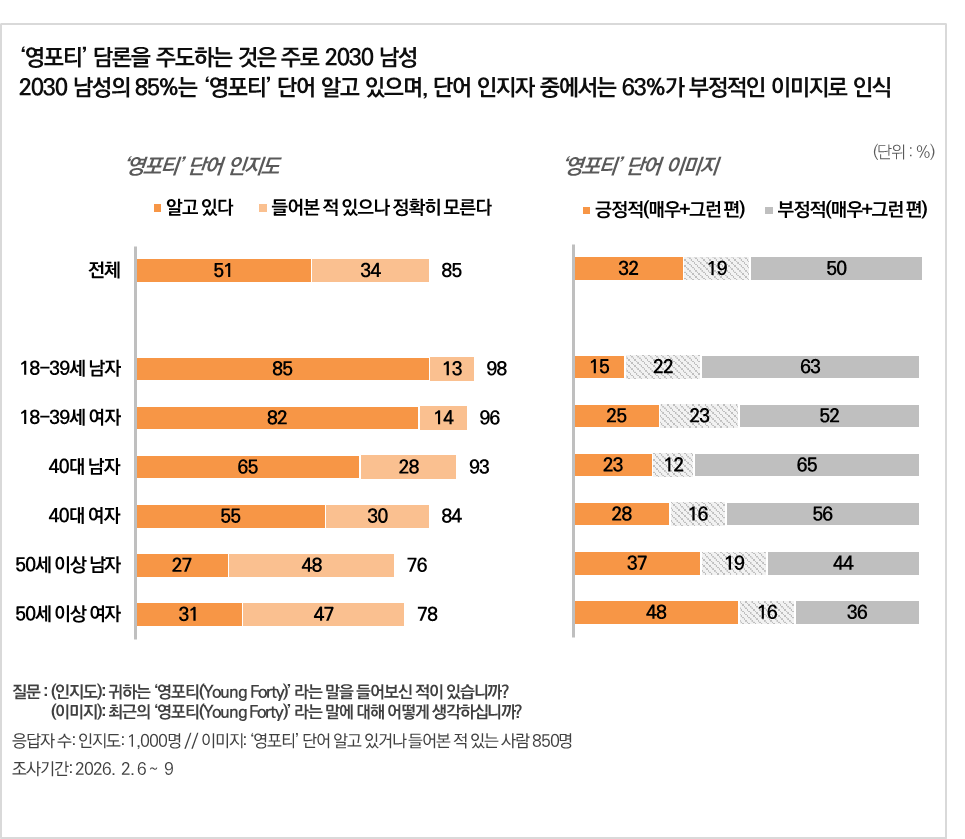 ‘영포티’ 담론을 주도하는 것은 주로 2030 남성
2030 남성의 85%는 ‘영포티’ 단어 알고 있으며, 단어 인지자 중에서는 63%가 부정적인 이미지로 인식
(단위 : %)
‘영포티’ 단어 인지도
알고 있다 들어본 적 있으나 정확히 모른다
전체 51 34 85
18-39세 남자 85 13 98
18-39세 여자 82 14 96
40대 남자 65 28 93
40대 여자 55 30 84
50세 이상 남자 27 48 76
50세 이상 여자 31 47 78
‘영포티’ 단어 이미지
긍정적(매우+그런 편) 부정적(매우+그런 편)
32 19 50
15 22 63
25 23 52
23 12 65
28 16 56
37 19 44
48 16 36
질문 : (인지도): 귀하는 ‘영포티(Young Forty)’ 라는 말을 들어보신 적이 있습니까?
(이미지): 최근의 ‘영포티(Young Forty)’ 라는 말에 대해 어떻게 생각하십니까?
응답자 수: 인지도: 1,000명 // 이미지: ‘영포티’ 단어 알고 있거나 들어본 적 있는 사람 850명
조사기간: 2026. 2. 6 ~ 9